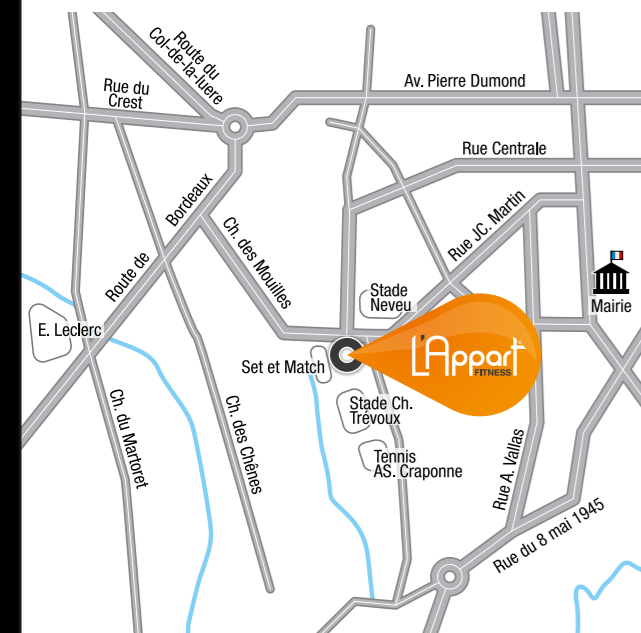 Route du
Col-de-la-luere
Rue du
Crest
Av. Pierre Dumond
Rue Centrale
Bordeaux
Route de
Ch. des Mouilles
Rue JC. Martin
Stade
Neveu
Mairie
E. Leclerc
Set et Match
L'Appart
FITNESS
Stade Ch.
Trévoux
Tennis
AS. Craponne
Ch. du Martoret
Ch. des Chênes
Rue A. Vallas
Rue du 8 mai 1945